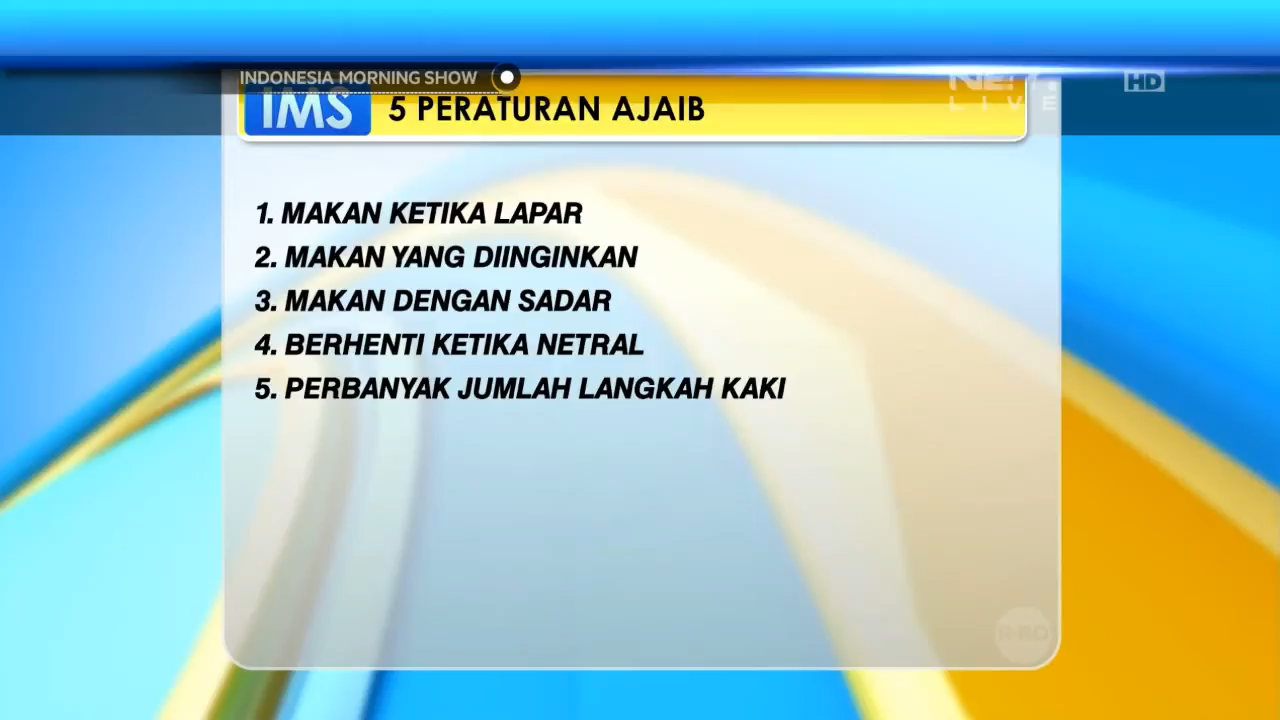 INDONESIA MORNING SHOW
IMS 5 PERATURAN AJAIB
LIVE
HD
1. MAKAN KETIKA LAPAR
2. MAKAN YANG DIINGINKAN
3. MAKAN DENGAN SADAR
4. BERHENTI KETIKA NETRAL
5. PERBANYAK JUMLAH LANGKAH KAKI